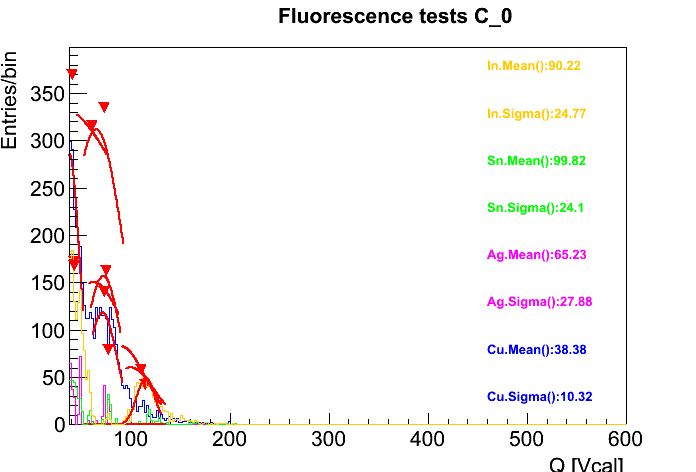 Fluorescence tests C_0
Entries/bin
350
300
250
200
150
100
50
0
In.Mean():90.22
In.Sigma():24.77
Sn.Mean():99.82
Sn.Sigma():24.1
Ag.Mean():65.23
Ag.Sigma():27.88
Cu.Mean():38.38
Cu.Sigma():10.32
100 200 300 400 500 600
Q [Vcal]